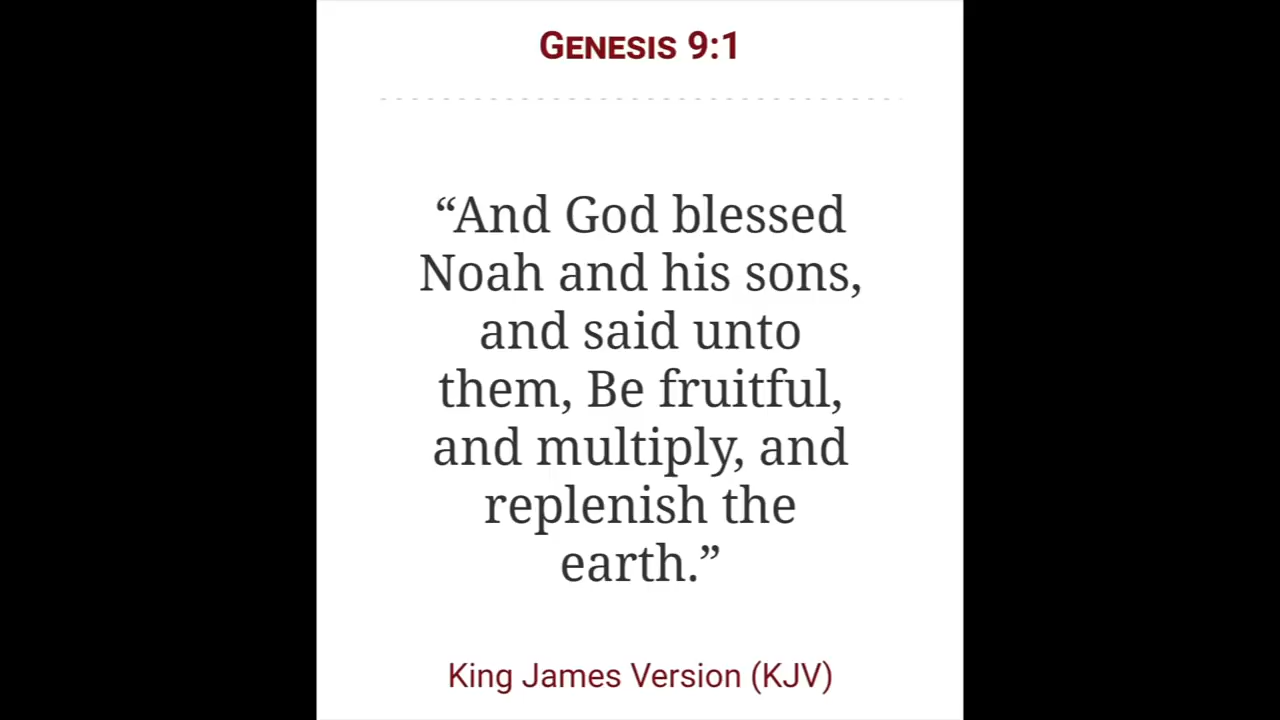 GENESIS 9:1
“And God blessed
Noah and his sons,
and said unto
them, Be fruitful,
and multiply, and
replenish the
earth.”
King James Version (KJV)